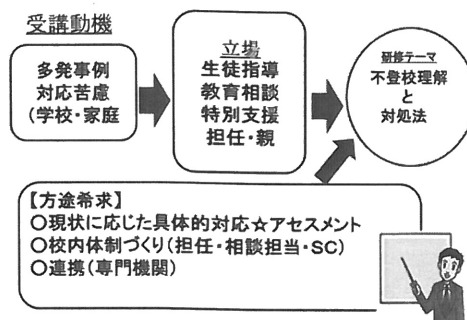 受講動機
多発事例
対応苦慮
(学校・家庭
立場
生徒指導
教育相談
特別支援
担任・親
研修テーマ
不登校理解
と
対処法
【方途希求】
○現状に応じた具体的対応☆アセスメント
○校内体制づくり(担任・相談担当・SC)
○連携(専門機関)